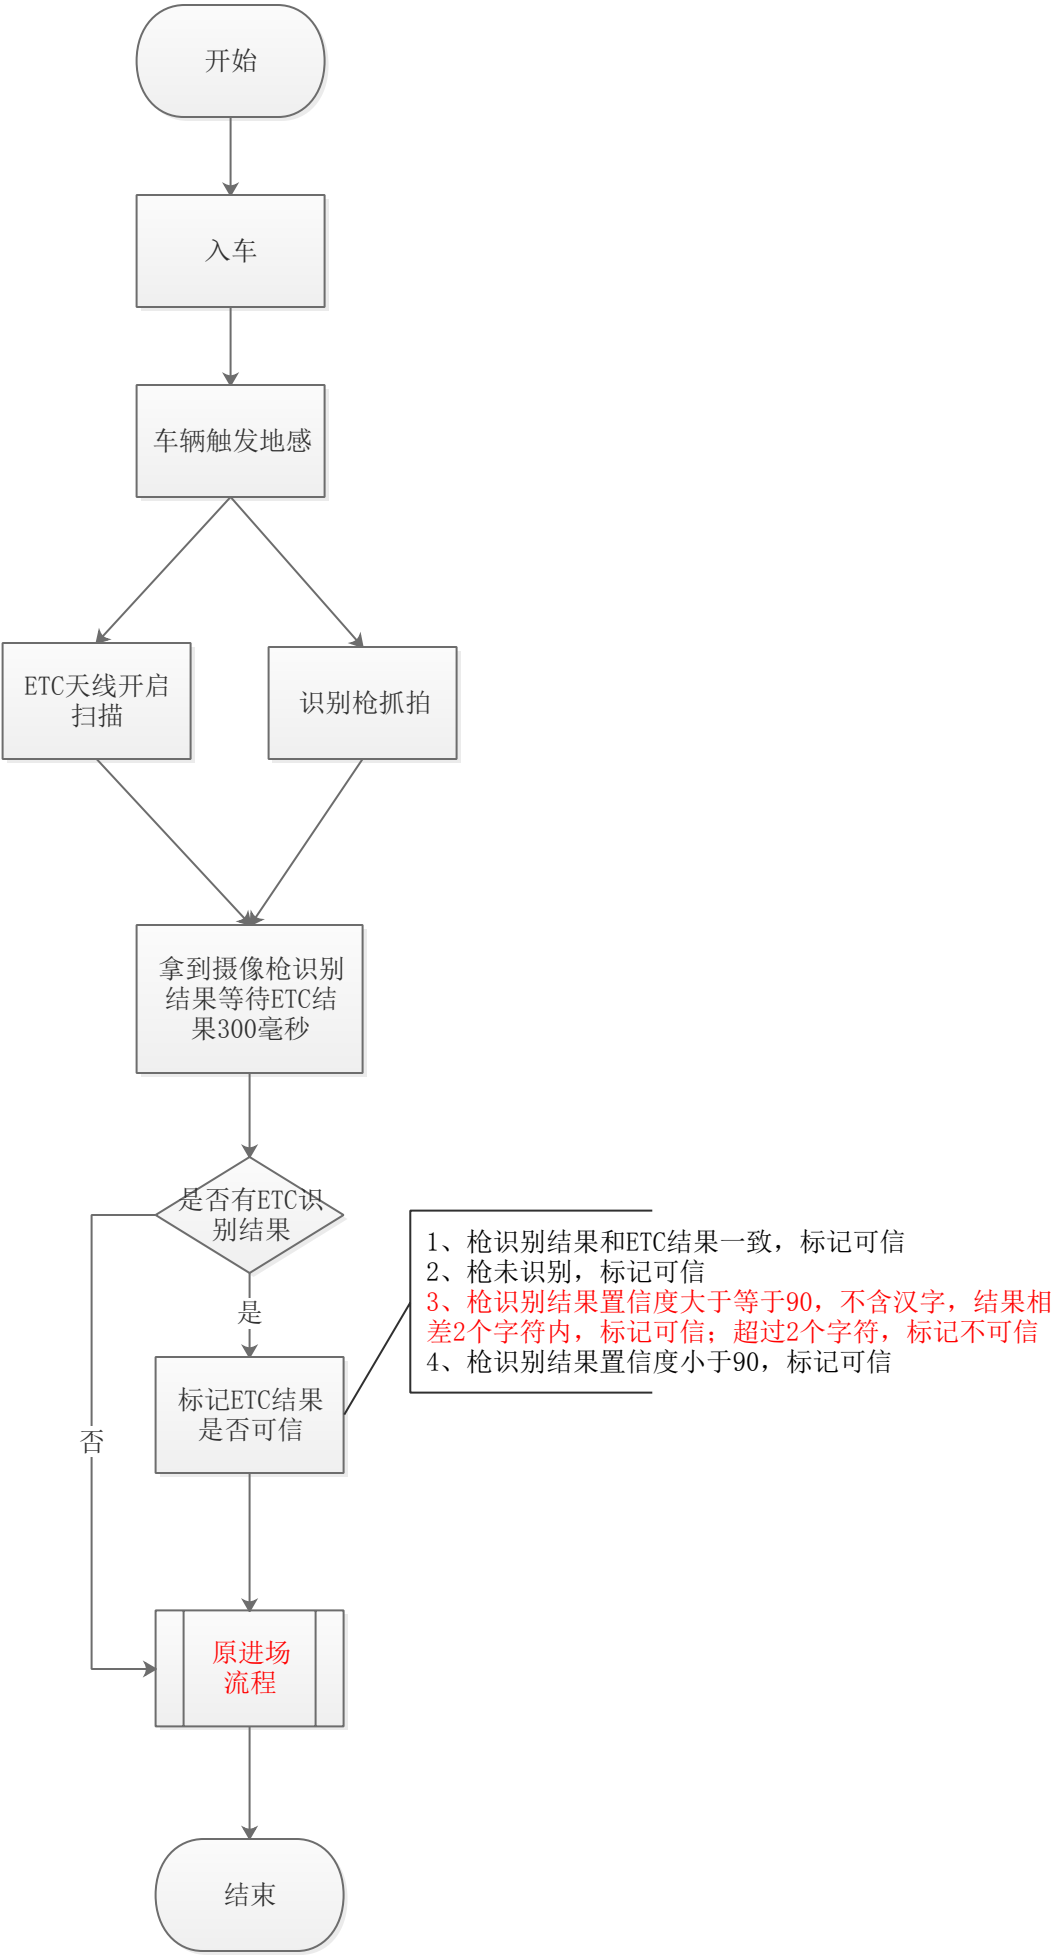 开始
入车
车辆触发地感
ETC天线开启
扫描
识别枪抓拍
拿到摄像枪识别
结果等待ETC结
果300毫秒
是否有ETC识
别结果
是
否
1、枪识别结果和ETC结果一致，标记可信
2、枪未识别，标记可信
3、枪识别结果置信度大于等于90，不含汉字，结果相
差2个字符内，标记可信；超过2个字符，标记不可信
4、枪识别结果置信度小于90，标记可信
标记ETC结果
是否可信
原进场
流程
结束